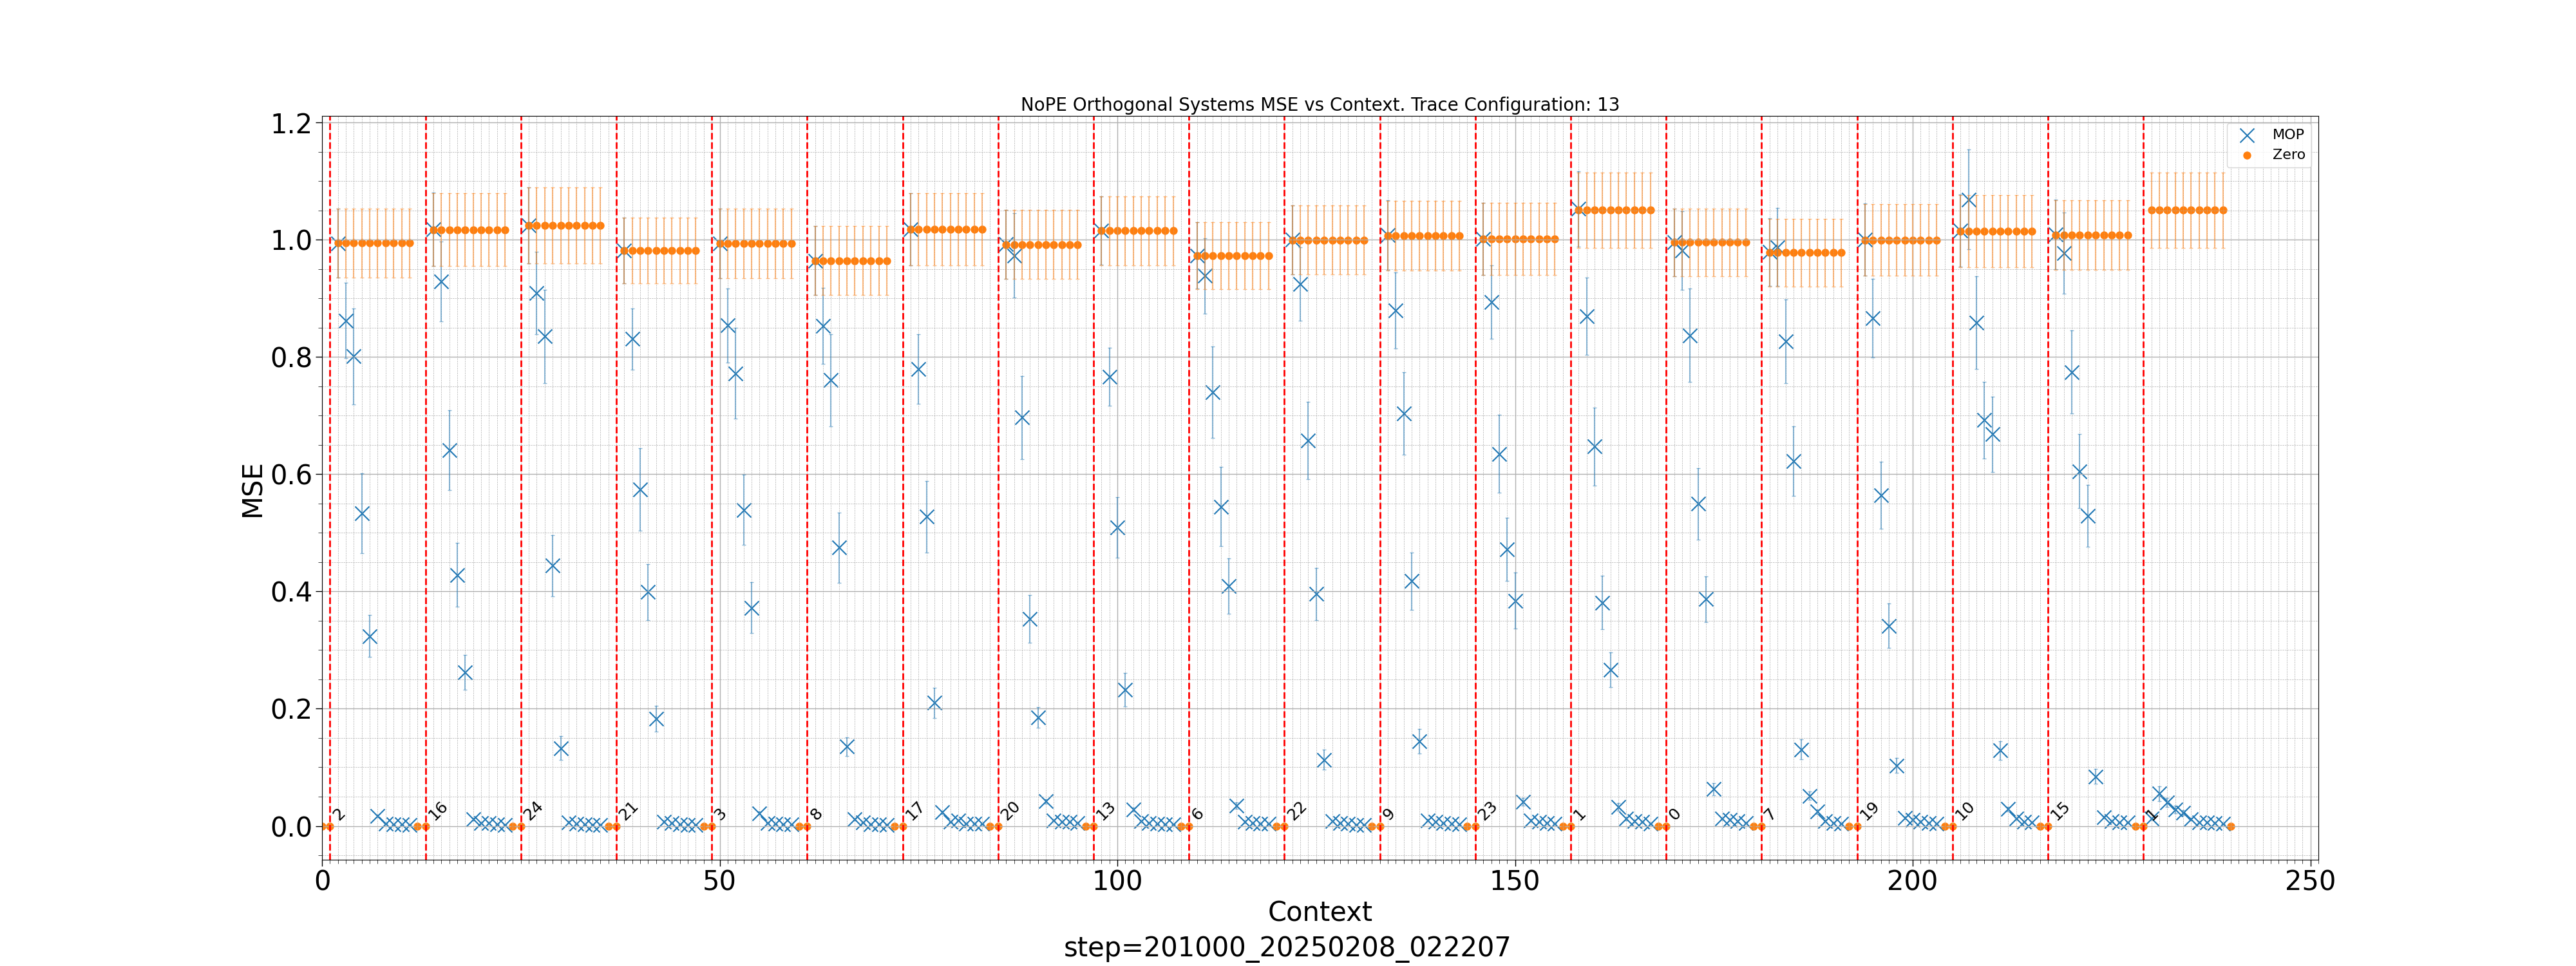 NoPE Orthogonal Systems MSE vs Context. Trace Configuration: 13
MOP
Zero
MSE
1.2
1.0
0.8
0.6
0.4
0.2
0.0
2 16 24 21 3 8 17 20 13 6 22 9 23 1 0 7 19 10 15 1
0 50 100 150 200 250
Context
step=201000_20250208_022207